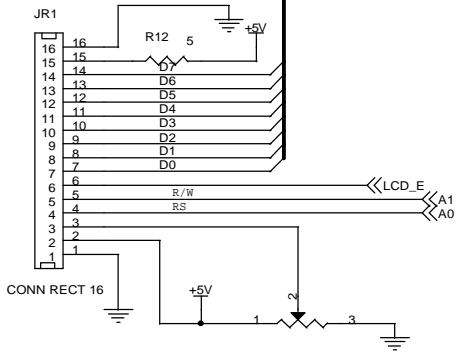 JR1
R12 5 +5V
16 16
15 15
14 14 D7
13 13 D6
12 12 D5
11 11 D4
10 10 D3
9 9 D2
8 8 D1
7 7 D0
6 6 LCD_E
5 5 R/W A1
4 4 RS A0
3 3
2 2
1 1
CONN RECT 16
+5V
2
1 3